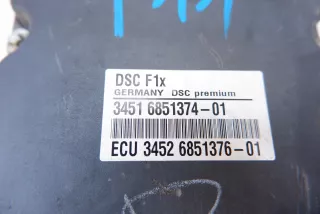 DSC F1x
GERMANY DSC premium
3451 6851374-01
ECU 3452 6851376-01